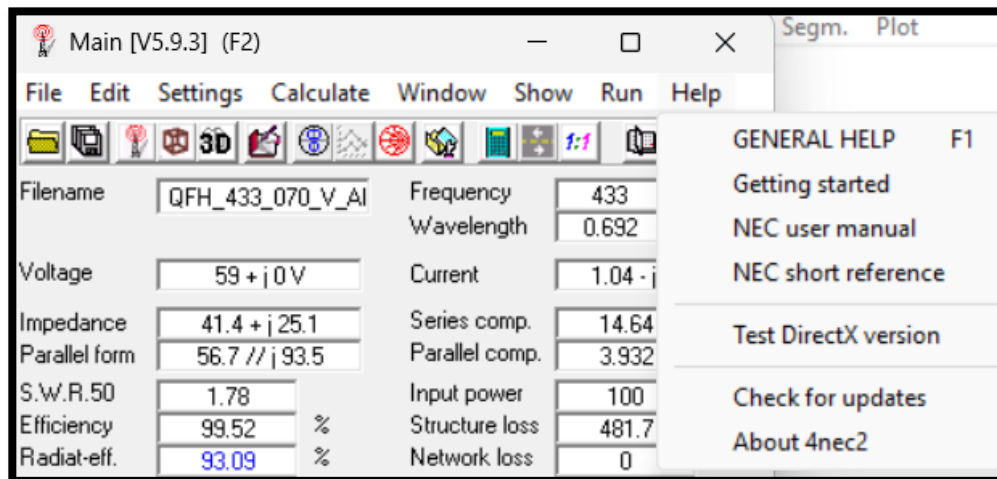 Main [V5.9.3] (F2)
Segm. Plot
File Edit Settings Calculate Window Show Run Help
3D 1:1
GENERAL HELP F1
Getting started
NEC user manual
NEC short reference
Test DirectX version
Check for updates
About 4nec2
Filename QFH_433_070_V_Al Frequency 433
Wavelength 0.692
Voltage 59 + j 0 V Current 1.04 - j
Impedance 41.4 + j 25.1 Series comp. 14.64
Parallel form 56.7 // j 93.5 Parallel comp. 3.932
S.W.R.50 1.78 Input power 100
Efficiency 99.52 % Structure loss 481.7
Radiat-eff. 93.09 % Network loss 0